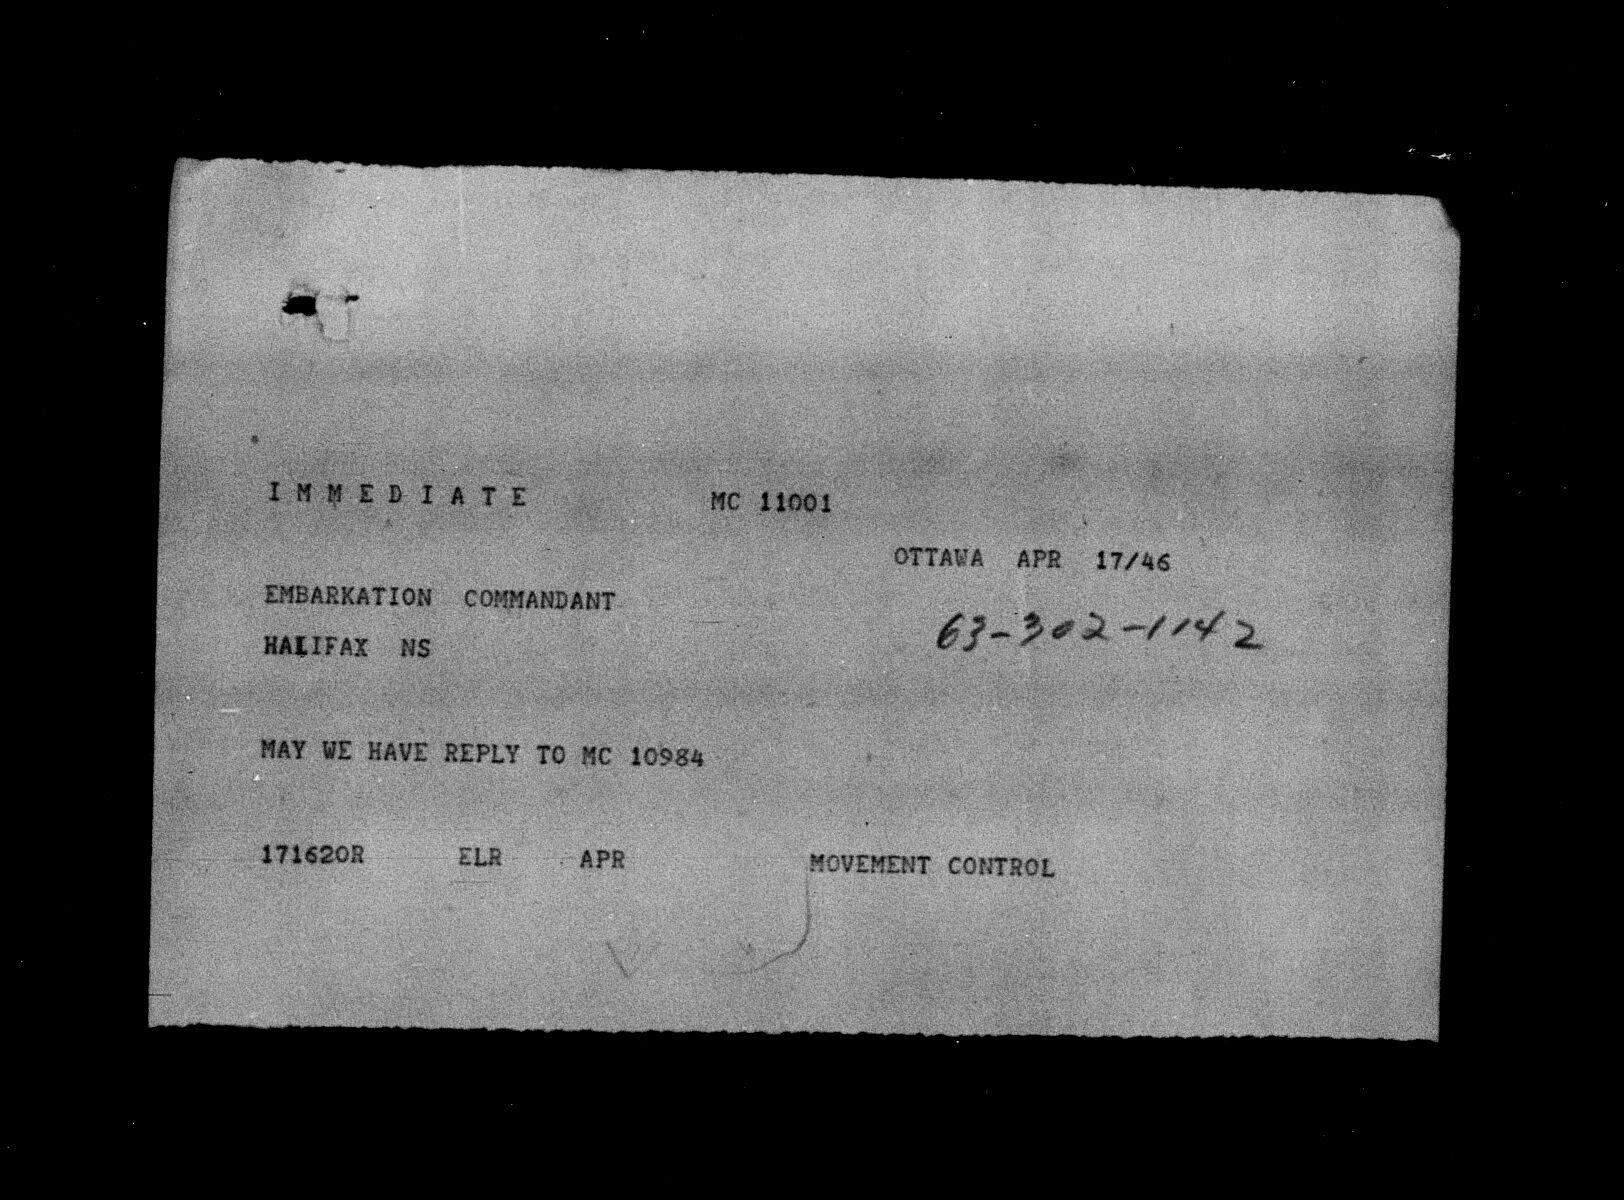 I M M E D I A T E MC 11001
OTTAWA APR 17/46
EMBARKATION COMMANDANT
63-302-1142
HALIFAX NS
MAY WE HAVE REPLY TO MC 10984
171620R ELR APR MOVEMENT CONTROL